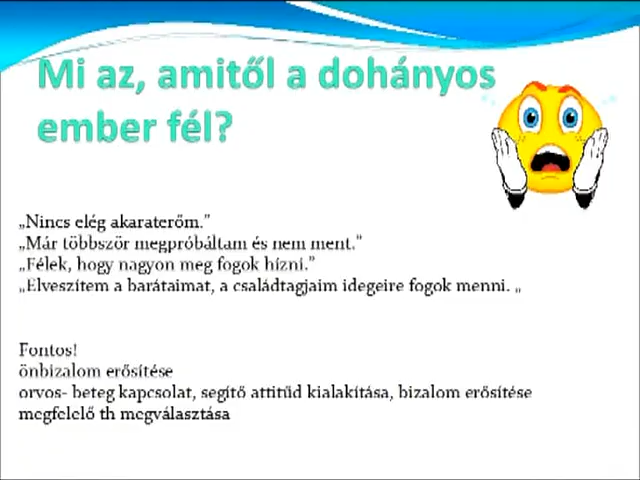 Mi az, amitől a dohányos
ember fél?
„Nincs elég akaraterőm.”
„Már többször megpróbáltam és nem ment.”
„Félek, hogy nagyon meg fogok hízni.”
„Elveszítem a barátaimat, a családtagjaim idegeire fogok menni. „
Fontos!
önbizalom erősítése
orvos- beteg kapcsolat, segítő attitűd kialakítása, bizalom erősítése
megfelelő th megválasztása